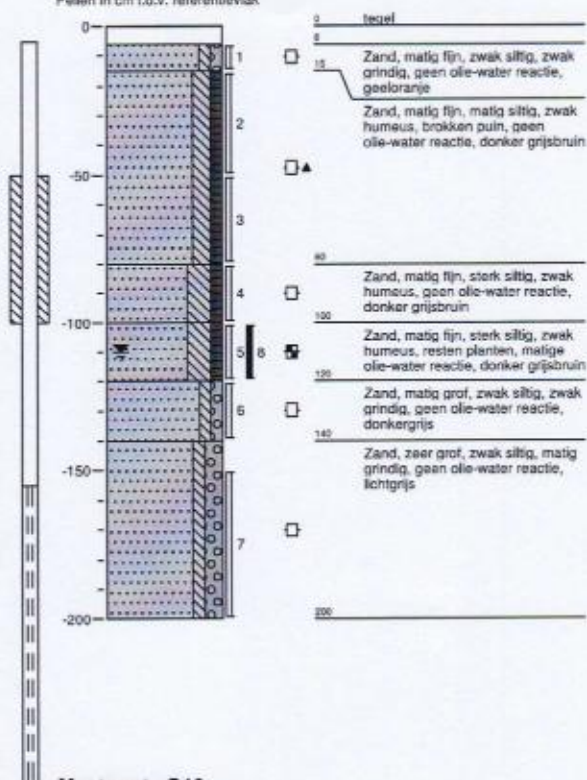 Peilen in cm t.o.v. referentievlak
0
-50
-100
-150
-200
1
2
3
4
5
8
6
7
0
tegel
15
Zand, matig fijn, zwak siltig, zwak
grindig, geen olie-water reactie,
geeloranje
Zand, matig fijn, matig siltig, zwak
humeus, brokken puin, geen
olie-water reactie, donker grijsbruin
80
Zand, matig fijn, sterk siltig, zwak
humeus, geen olie-water reactie,
donker grijsbruin
100
Zand, matig fijn, sterk siltig, zwak
humeus, resten planten, matige
olie-water reactie, donker grijsbruin
120
Zand, matig grof, zwak siltig, zwak
grindig, geen olie-water reactie,
donkergrijs
140
Zand, zeer grof, zwak siltig, matig
grindig, geen olie-water reactie,
lichtgrijs
200